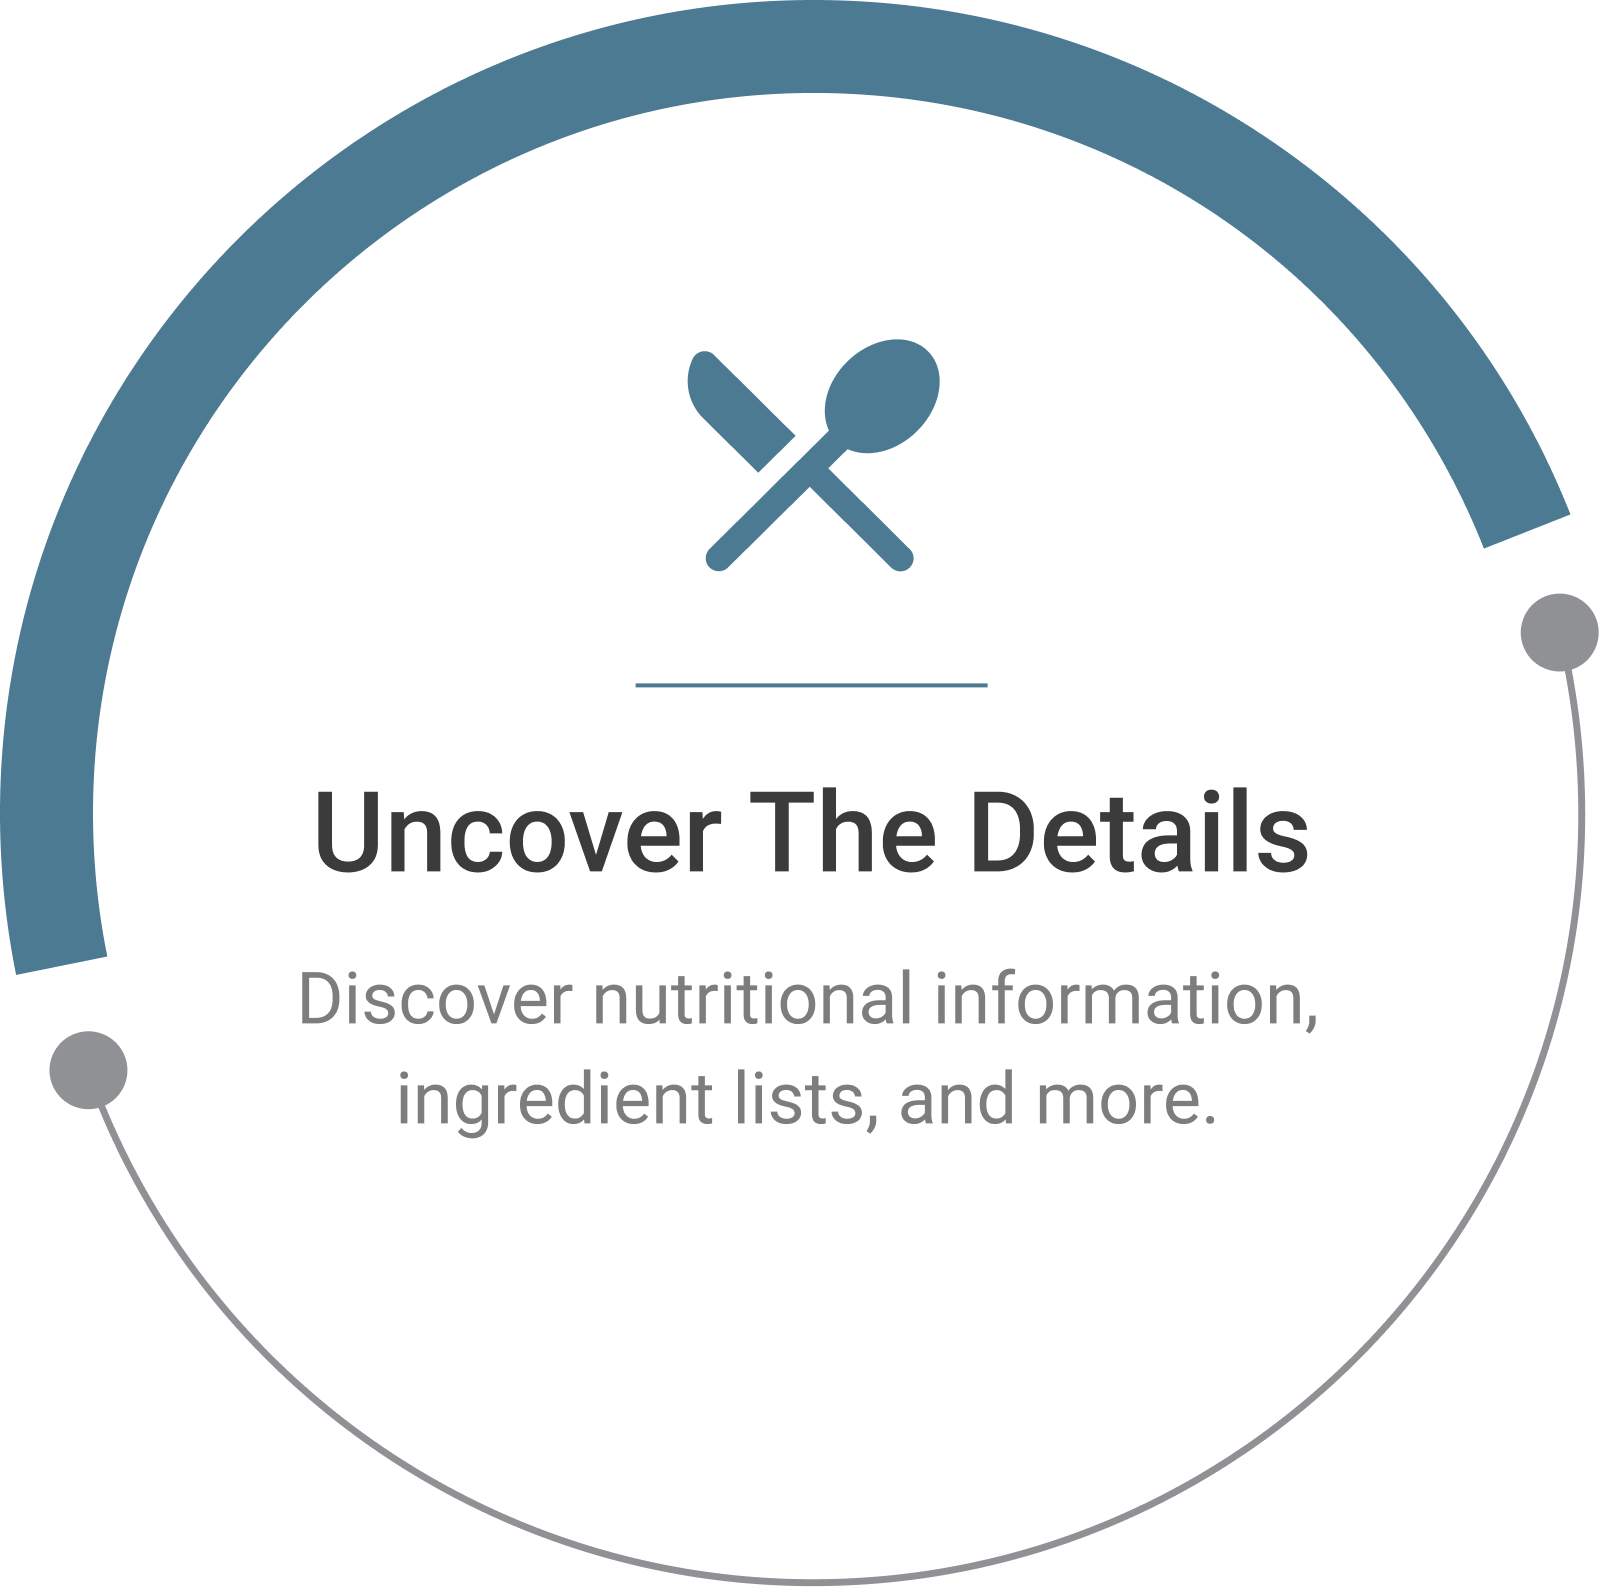 Uncover The Details
Discover nutritional information,
ingredient lists, and more.